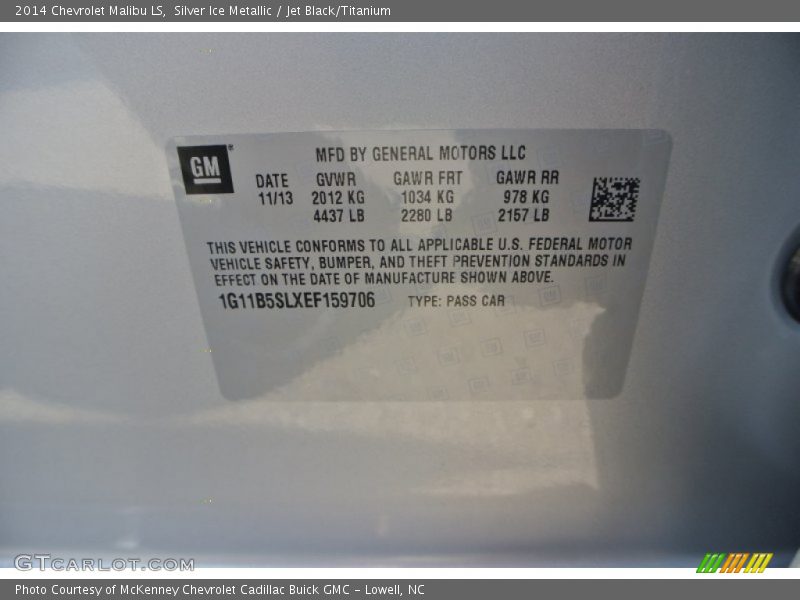 2014 Chevrolet Malibu LS,  Silver Ice Metallic / Jet Black/Titanium
GM®
MFD BY GENERAL MOTORS LLC
DATE GVWR GAWR FRT GAWR RR
11/13 2012 KG 1034 KG 978 KG
4437 LB 2280 LB 2157 LB
THIS VEHICLE CONFORMS TO ALL APPLICABLE U.S. FEDERAL MOTOR
VEHICLE SAFETY, BUMPER, AND THEFT PREVENTION STANDARDS IN
EFFECT ON THE DATE OF MANUFACTURE SHOWN ABOVE.
1G11B5SLXEF159706 TYPE: PASS CAR
GTCARLOT.COM
Photo Courtesy of McKenney Chevrolet Cadillac Buick GMC – Lowell, NC